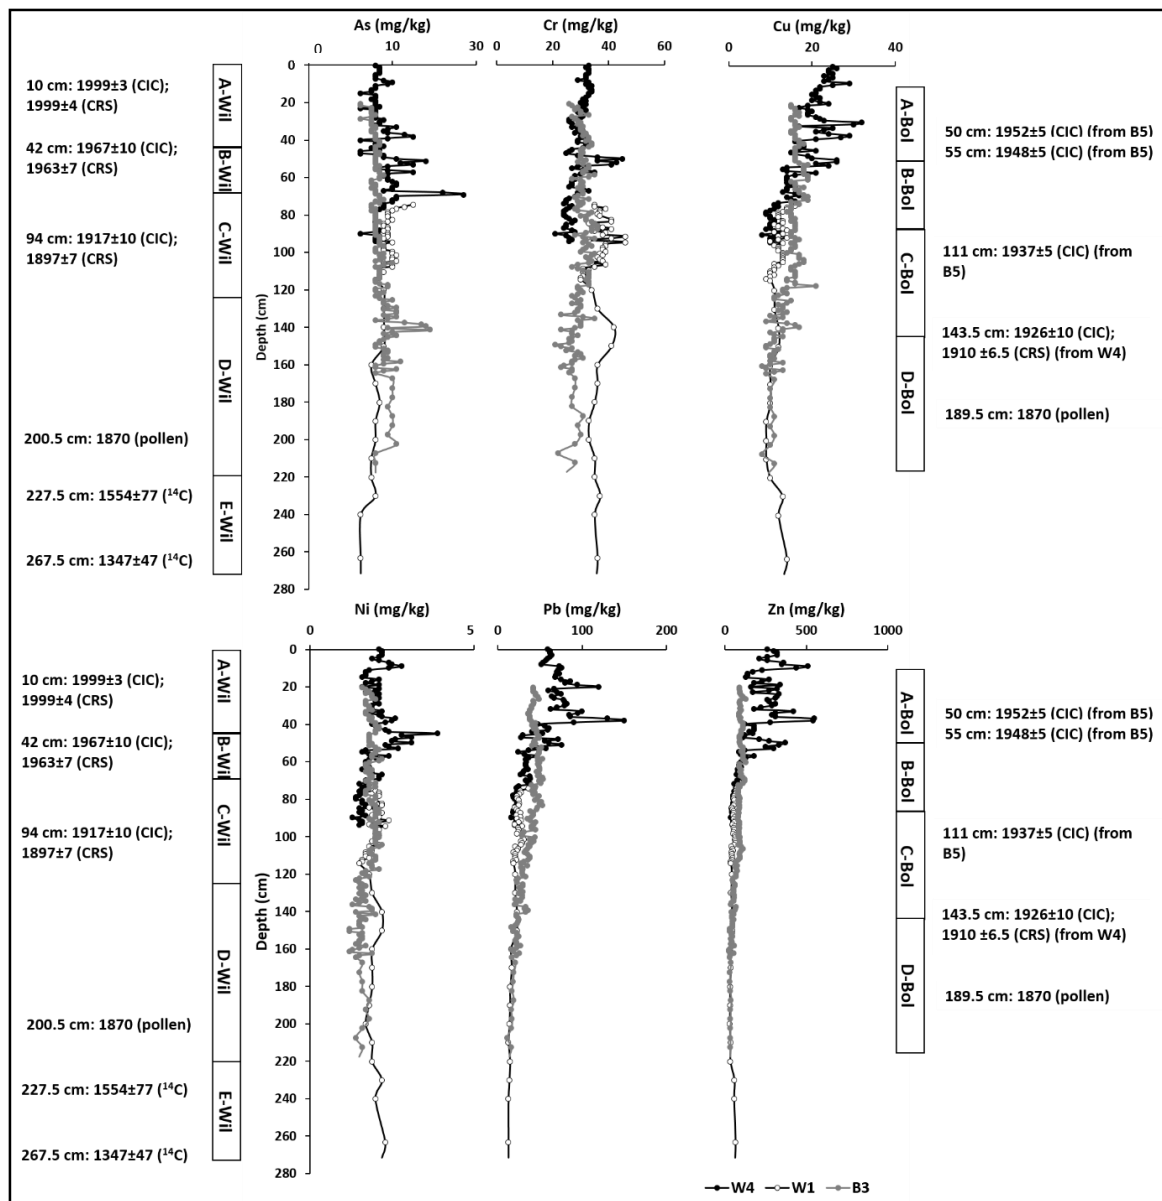 As (mg/kg) Cr (mg/kg) Cu (mg/kg)
0 10 30 0 20 40 60 0 20 40
0
20
40
60
80
100
120
140
160
180
200
220
240
260
280
Depth (cm)
10 cm: 1999±3 (CIC);
1999±4 (CRS)
42 cm: 1967±10 (CIC);
1963±7 (CRS)
94 cm: 1917±10 (CIC);
1897±7 (CRS)
200.5 cm: 1870 (pollen)
227.5 cm: 1554±77 (¹⁴C)
267.5 cm: 1347±47 (¹⁴C)
A-Wil
B-Wil
C-Wil
D-Wil
E-Wil
A-Bol
B-Bol
C-Bol
D-Bol
50 cm: 1952±5 (CIC) (from B5)
55 cm: 1948±5 (CIC) (from B5)
111 cm: 1937±5 (CIC) (from
B5)
143.5 cm: 1926±10 (CIC);
1910 ±6.5 (CRS) (from W4)
189.5 cm: 1870 (pollen)
Ni (mg/kg) Pb (mg/kg) Zn (mg/kg)
0 5 0 100 200 0 500 1000
0
20
40
60
80
100
120
140
160
180
200
220
240
260
280
Depth (cm)
10 cm: 1999±3 (CIC);
1999±4 (CRS)
42 cm: 1967±10 (CIC);
1963±7 (CRS)
94 cm: 1917±10 (CIC);
1897±7 (CRS)
200.5 cm: 1870 (pollen)
227.5 cm: 1554±77 (¹⁴C)
267.5 cm: 1347±47 (¹⁴C)
A-Wil
B-Wil
C-Wil
D-Wil
E-Wil
A-Bol
B-Bol
C-Bol
D-Bol
50 cm: 1952±5 (CIC) (from B5)
55 cm: 1948±5 (CIC) (from B5)
111 cm: 1937±5 (CIC) (from
B5)
143.5 cm: 1926±10 (CIC);
1910 ±6.5 (CRS) (from W4)
189.5 cm: 1870 (pollen)
W4 W1 B3